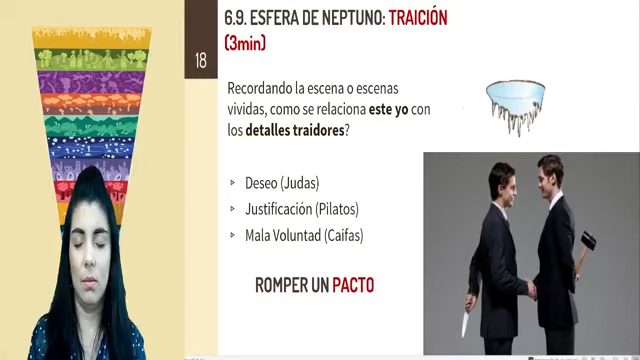 6.9. ESFERA DE NEPTUNO: TRAICIÓN
(3min)
18
Recordando la escena o escenas
vividas, como se relaciona este yo con
los detalles traidores?
Deseo (Judas)
Justificación (Pilatos)
Mala Voluntad (Caifas)
ROMPER UN PACTO